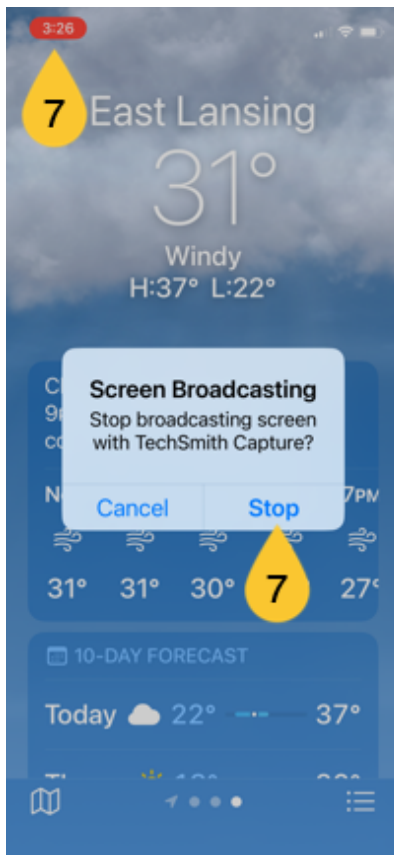 3:26
7
East Lansing
31°
Windy
H:37° L:22°
Screen Broadcasting
Stop broadcasting screen
with TechSmith Capture?
7PM
Cancel Stop
31° 31° 30° 7 27°
10-DAY FORECAST
Today 22° 37°